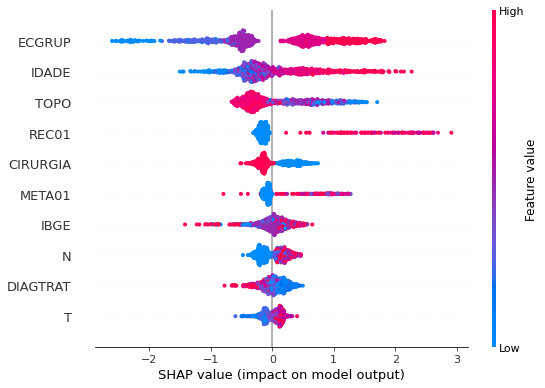 High
ECGRUP
IDADE
TOPO
REC01
CIRURGIA
META01
IBGE
N
DIAGTRAT
T
Feature value
Low
−2 −1 0 1 2 3
SHAP value (impact on model output)